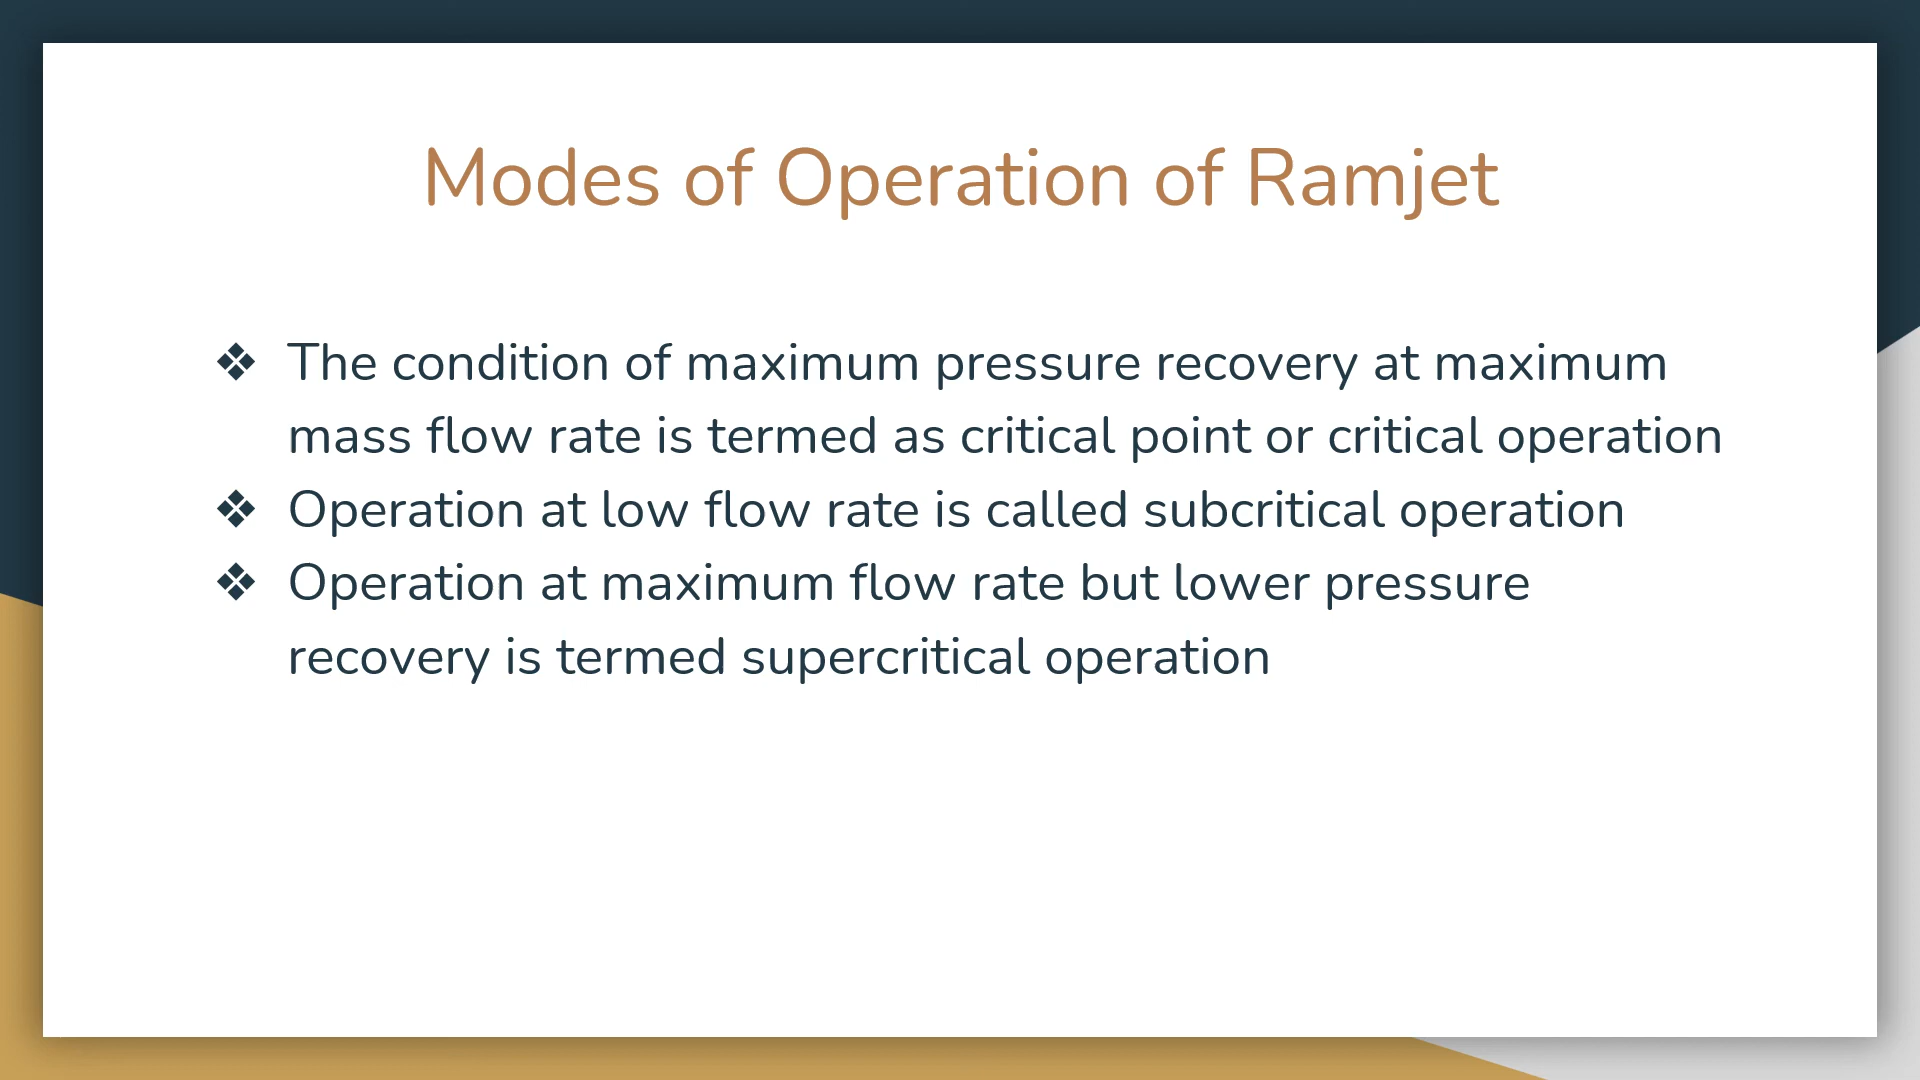 Modes of Operation of Ramjet
❖ The condition of maximum pressure recovery at maximum
mass flow rate is termed as critical point or critical operation
❖ Operation at low flow rate is called subcritical operation
❖ Operation at maximum flow rate but lower pressure
recovery is termed supercritical operation